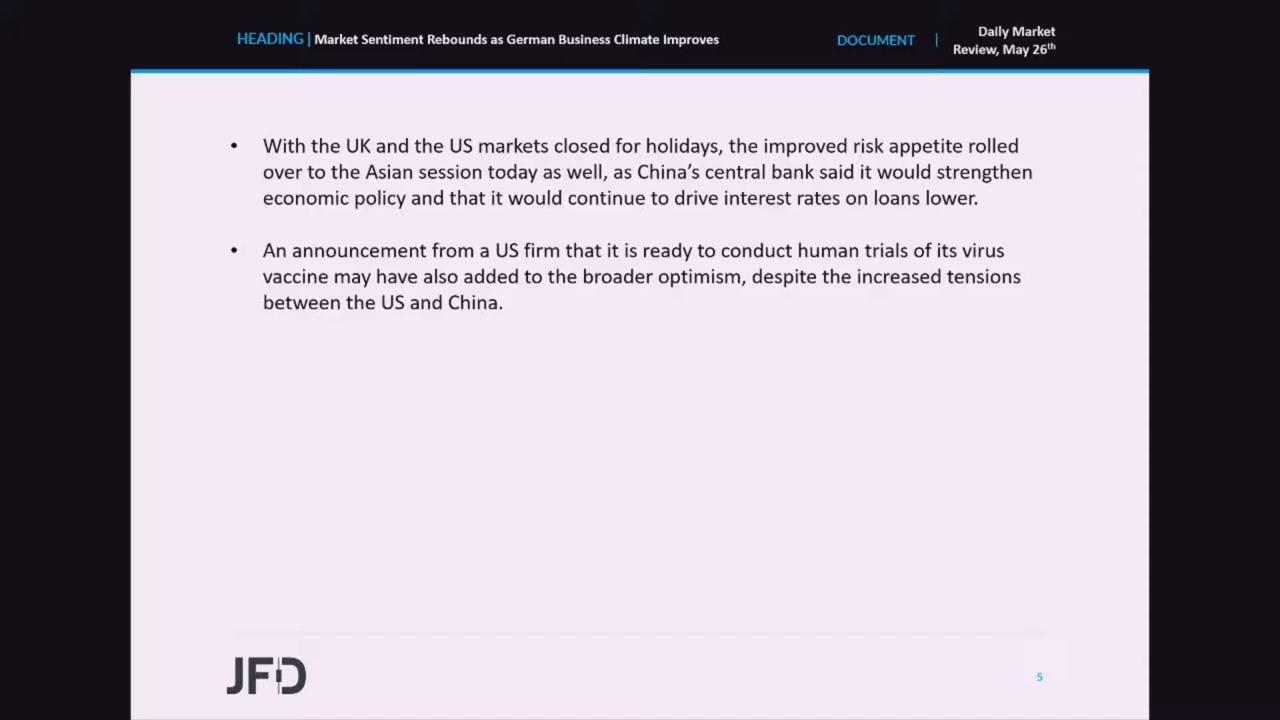 HEADING | Market Sentiment Rebounds as German Business Climate Improves
DOCUMENT | Daily Market
Review, May 26th
• With the UK and the US markets closed for holidays, the improved risk appetite rolled
over to the Asian session today as well, as China’s central bank said it would strengthen
economic policy and that it would continue to drive interest rates on loans lower.
• An announcement from a US firm that it is ready to conduct human trials of its virus
vaccine may have also added to the broader optimism, despite the increased tensions
between the US and China.
JFD
5